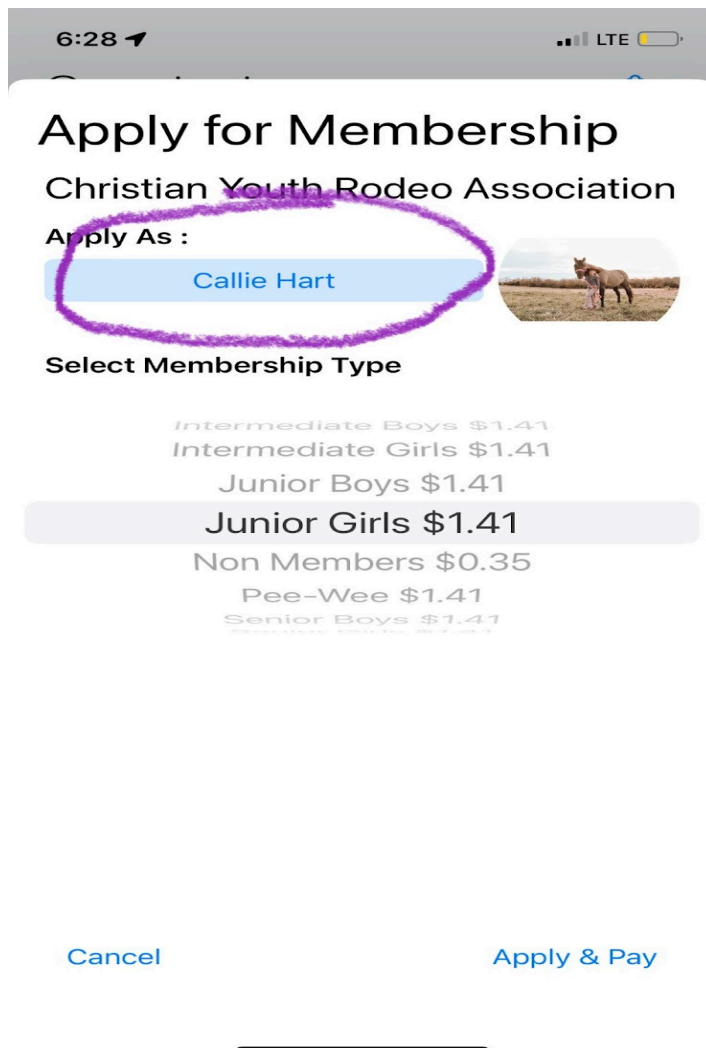 6:28 LTE
Apply for Membership
Christian Youth Rodeo Association
Apply As :
Callie Hart
Select Membership Type
Intermediate Boys $1.41
Intermediate Girls $1.41
Junior Boys $1.41
Junior Girls $1.41
Non Members $0.35
Pee-Wee $1.41
Senior Boys $1.41
Cancel Apply & Pay